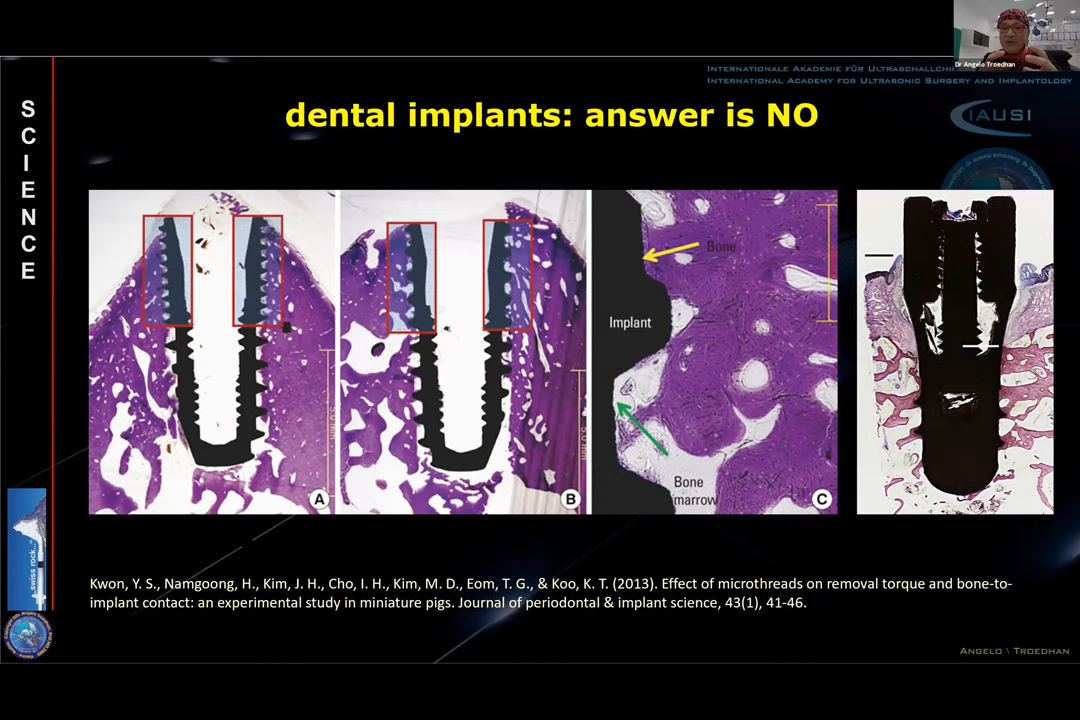 Dr Angelo Troedhan
INTERNATIONALE AKADEMIE FÜR ULTRASCHALLCHI
INTERNATIONAL ACADEMY FOR ULTRASONIC SURGERY AND IMPLANTOLOGY
IAUSI
SCIENCE
dental implants: answer is NO
Bone
Implant
Bone
marrow
A
B
C
"swiss rock..."
Kwon, Y. S., Namgoong, H., Kim, J. H., Cho, I. H., Kim, M. D., Eom, T. G., & Koo, K. T. (2013). Effect of microthreads on removal torque and bone-to-
implant contact: an experimental study in miniature pigs. Journal of periodontal & implant science, 43(1), 41-46.
ANGELO \ TROEDHAN